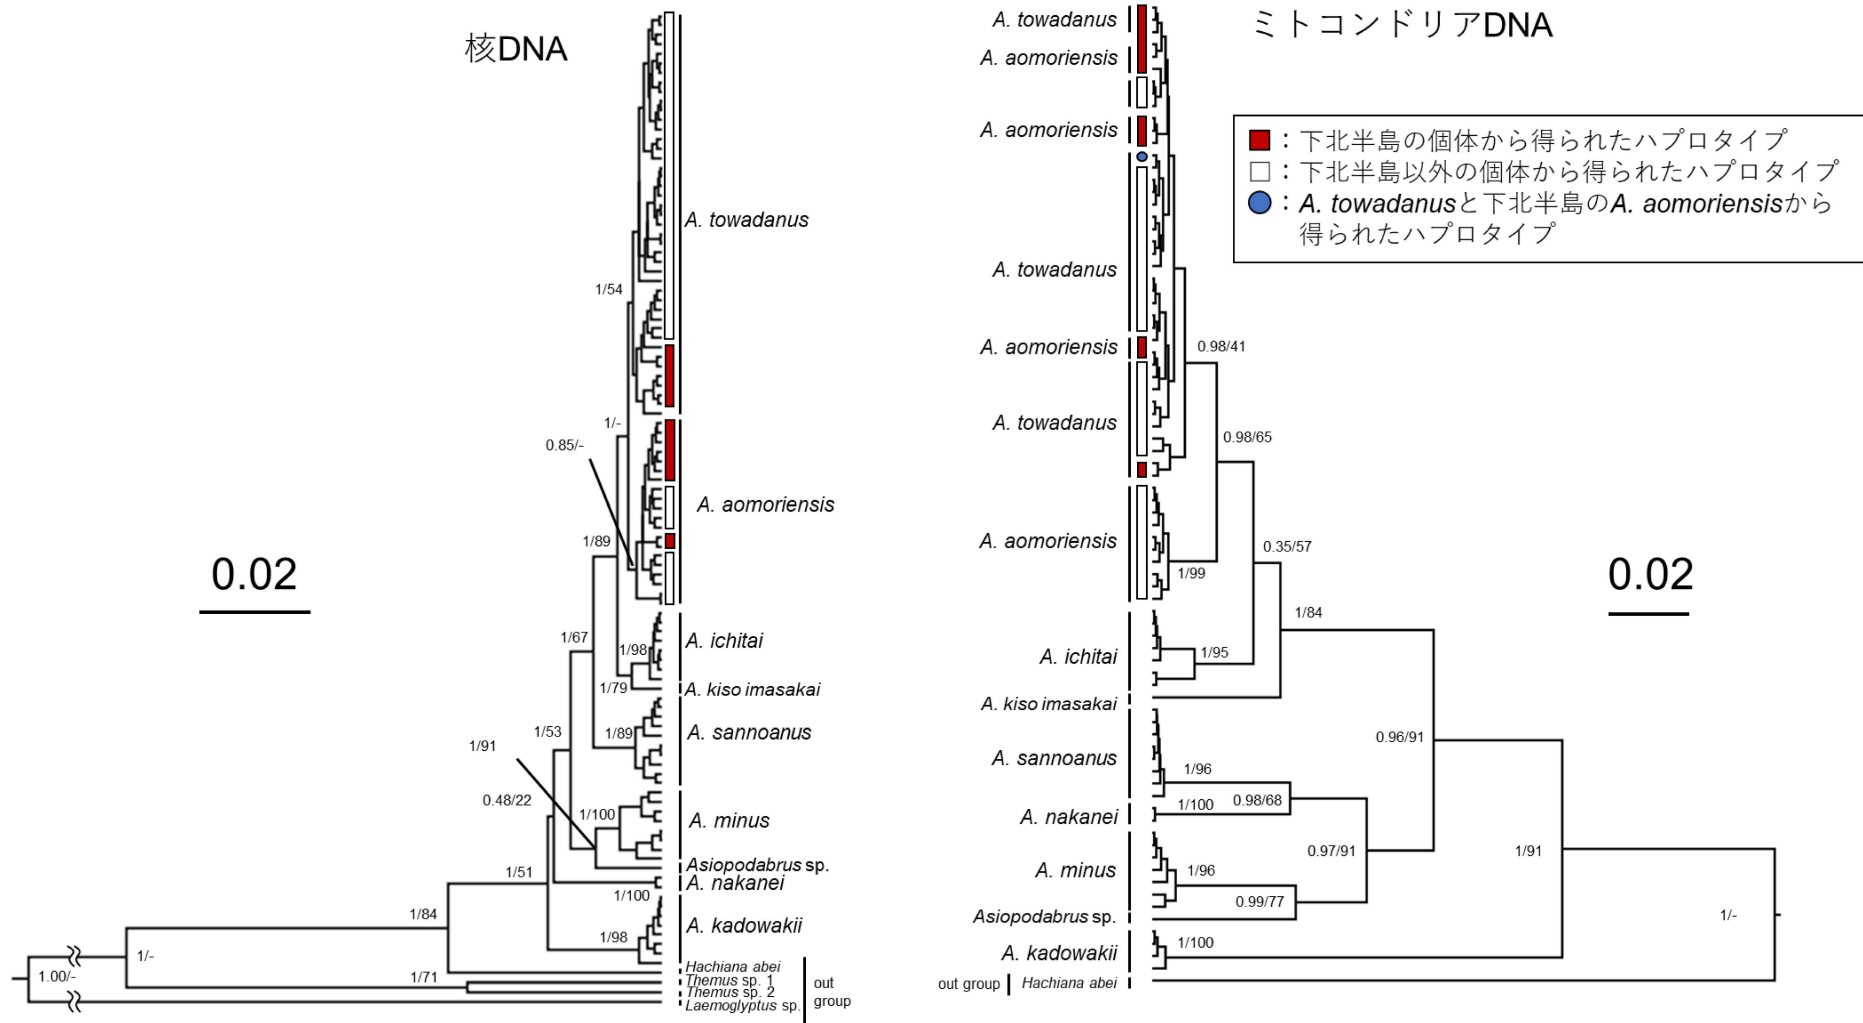 核DNA
A. towadanus
1/54
1/-
0.85/-
A. aomoriensis
1/89
0.02
1/67
1/98
A. ichitai
1/79
A. kiso imasakai
1/53
1/91
1/89
A. sannoanus
0.48/22
1/100
A. minus
Asiopodabrus sp.
1/51
A. nakanei
1/100
1/84
A. kadowakii
1/98
1/-
1.00/-
1/71
Hachiana abei
Themus sp. 1
Themus sp. 2
Laemoglyptus sp.
out
group
ミトコンドリアDNA
A. towadanus
A. aomoriensis
A. aomoriensis
:下北半島の個体から得られたハプロタイプ
:下北半島以外の個体から得られたハプロタイプ
:A. towadanusと下北半島のA. aomoriensisから
得られたハプロタイプ
A. towadanus
A. aomoriensis
0.98/41
A. towadanus
0.98/65
A. aomoriensis
0.35/57
1/99
0.02
1/84
A. ichitai
1/95
A. kiso imasakai
0.96/91
A. sannoanus
1/96
1/100
0.98/68
A. nakanei
0.97/91
1/91
A. minus
1/96
0.99/77
Asiopodabrus sp.
1/-
A. kadowakii
1/100
out group
Hachiana abei